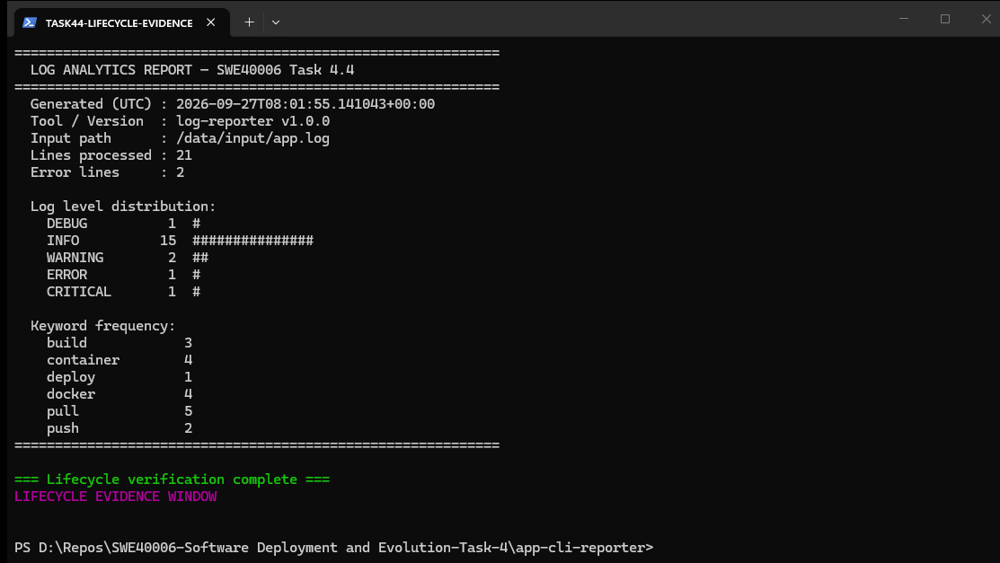 TASK44-LIFECYCLE-EVIDENCE
============================================================
LOG ANALYTICS REPORT — SWE40006 Task 4.4
============================================================
Generated (UTC) : 2026-09-27T08:01:55.141043+00:00
Tool / Version  : log-reporter v1.0.0
Input path      : /data/input/app.log
Lines processed : 21
Error lines     : 2
Log level distribution:
DEBUG          1  #
INFO          15  ###############
WARNING        2  ##
ERROR          1  #
CRITICAL       1  #
Keyword frequency:
build            3
container        4
deploy           1
docker           4
pull             5
push             2
============================================================
=== Lifecycle verification complete ===
LIFECYCLE EVIDENCE WINDOW
PS D:\Repos\SWE40006-Software Deployment and Evolution-Task-4\app-cli-reporter>